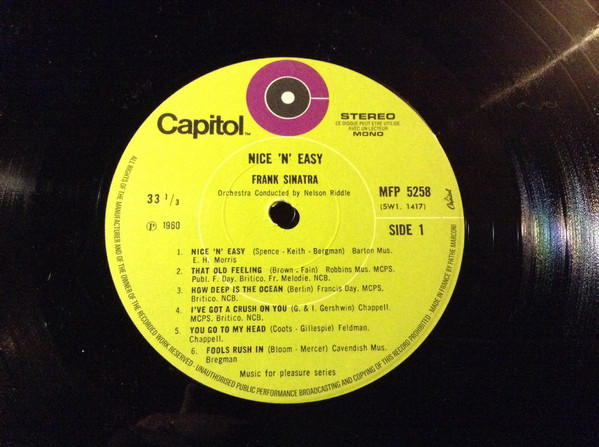 Capitol™
STEREO
CE DISQUE PEUT ETRE UTILISE
AVEC UN LECTEUR
MONO
NICE 'N' EASY
FRANK SINATRA
Orchestra Conducted by Nelson Riddle
33 1/3
℗ 1960
MFP 5258
(SW1. 1417)
SIDE 1
Capitol
1. NICE 'N' EASY (Spence - Keith - Bergman) Barton Mus.
E. H. Morris
2. THAT OLD FEELING (Brown - Fain) Robbins Mus. MCPS.
Publ. F. Day. Britico. Fr. Melodie. NCB.
3. HOW DEEP IS THE OCEAN (Berlin) Francis Day. MCPS.
Britico. NCB.
4. I'VE GOT A CRUSH ON YOU (G. & I. Gershwin) Chappell.
MCPS. Britico. NCB.
5. YOU GO TO MY HEAD (Coots - Gillespie) Feldman.
Chappell.
6. FOOLS RUSH IN (Bloom - Mercer) Cavendish Mus.
Bregman
Music for pleasure series
ALL RIGHTS OF THE MANUFACTURER AND OF THE OWNER OF THE RECORDED WORK RESERVED - UNAUTHORISED PUBLIC PERFORMANCE BROADCASTING AND COPYING OF THIS RECORD PROHIBITED - MADE IN FRANCE BY PATHE MARCONI